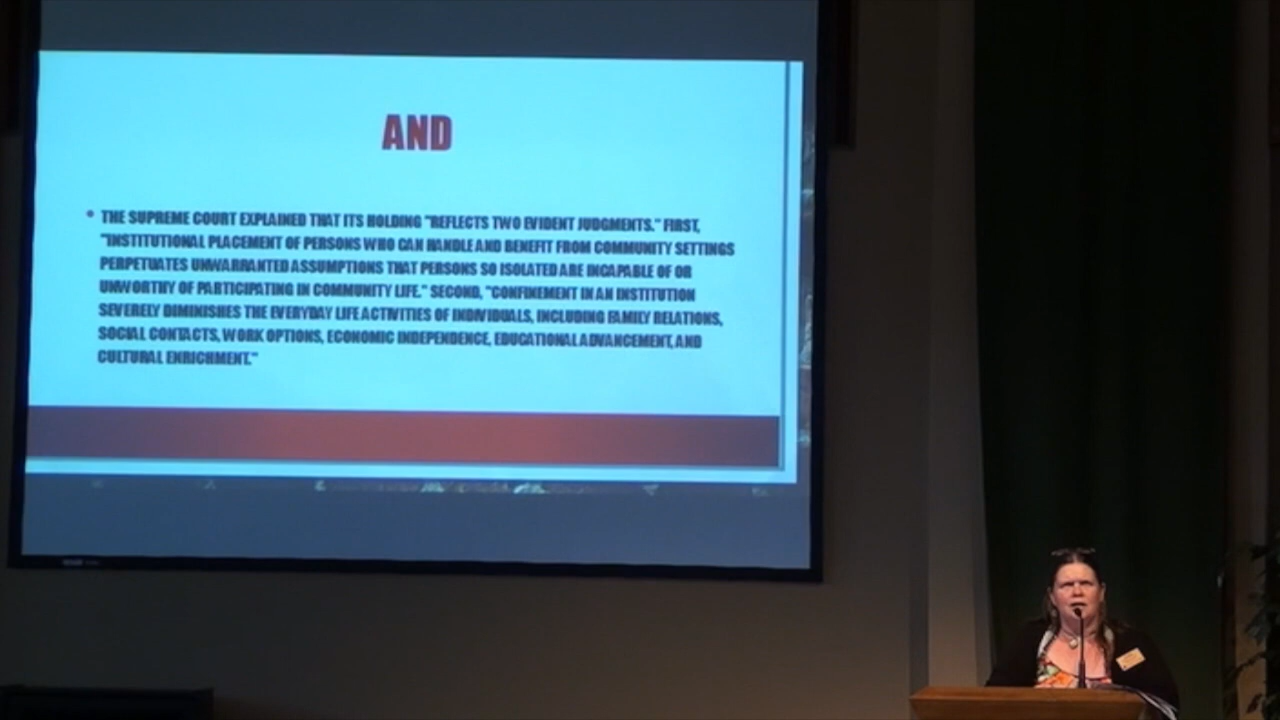 AND
• THE SUPREME COURT EXPLAINED THAT ITS HOLDING "REFLECTS TWO EVIDENT JUDGMENTS." FIRST,
"INSTITUTIONAL PLACEMENT OF PERSONS WHO CAN HANDLE AND BENEFIT FROM COMMUNITY SETTINGS
PERPETUATES UNWARRANTED ASSUMPTIONS THAT PERSONS SO ISOLATED ARE INCAPABLE OF OR
UNWORTHY OF PARTICIPATING IN COMMUNITY LIFE." SECOND, "CONFINEMENT IN AN INSTITUTION
SEVERELY DIMINISHES THE EVERYDAY LIFE ACTIVITIES OF INDIVIDUALS, INCLUDING FAMILY RELATIONS,
SOCIAL CONTACTS, WORK OPTIONS, ECONOMIC INDEPENDENCE, EDUCATIONAL ADVANCEMENT, AND
CULTURAL ENRICHMENT."